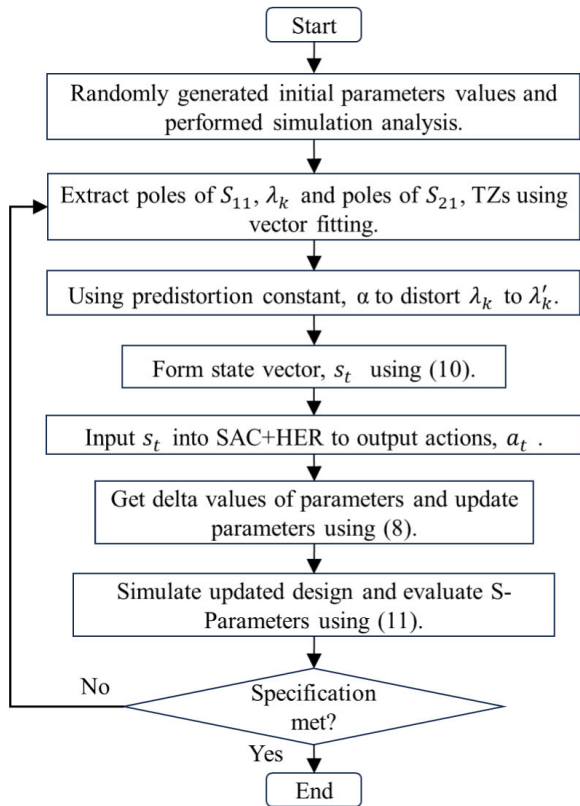 Start
Randomly generated initial parameters values and
performed simulation analysis.
Extract poles of S₁₁, λₖ and poles of S₂₁, TZs using
vector fitting.
Using predistortion constant, α to distort λₖ to λ′ₖ.
Form state vector, sₜ using (10).
Input sₜ into SAC+HER to output actions, aₜ .
Get delta values of parameters and update
parameters using (8).
Simulate updated design and evaluate S-
Parameters using (11).
No
Specification
met?
Yes
End